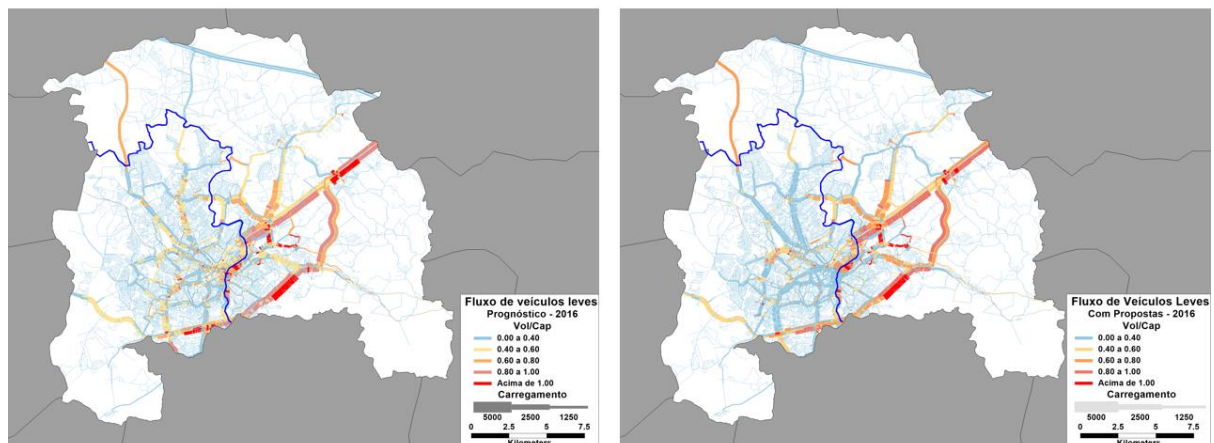 Fluxo de veículos leves
Prognóstico - 2016
Vol/Cap
0.00 a 0.40
0.40 a 0.60
0.60 a 0.80
0.80 a 1.00
Acima de 1.00
Carregamento
5000 2500 1250
0 2.5 5 7.5
Kilometers
Fluxo de Veículos Leves
Com Propostas - 2016
Vol/Cap
0.00 a 0.40
0.40 a 0.60
0.60 a 0.80
0.80 a 1.00
Acima de 1.00
Carregamento
5000 2500 1250
0 2.5 5 7.5
Kilometers